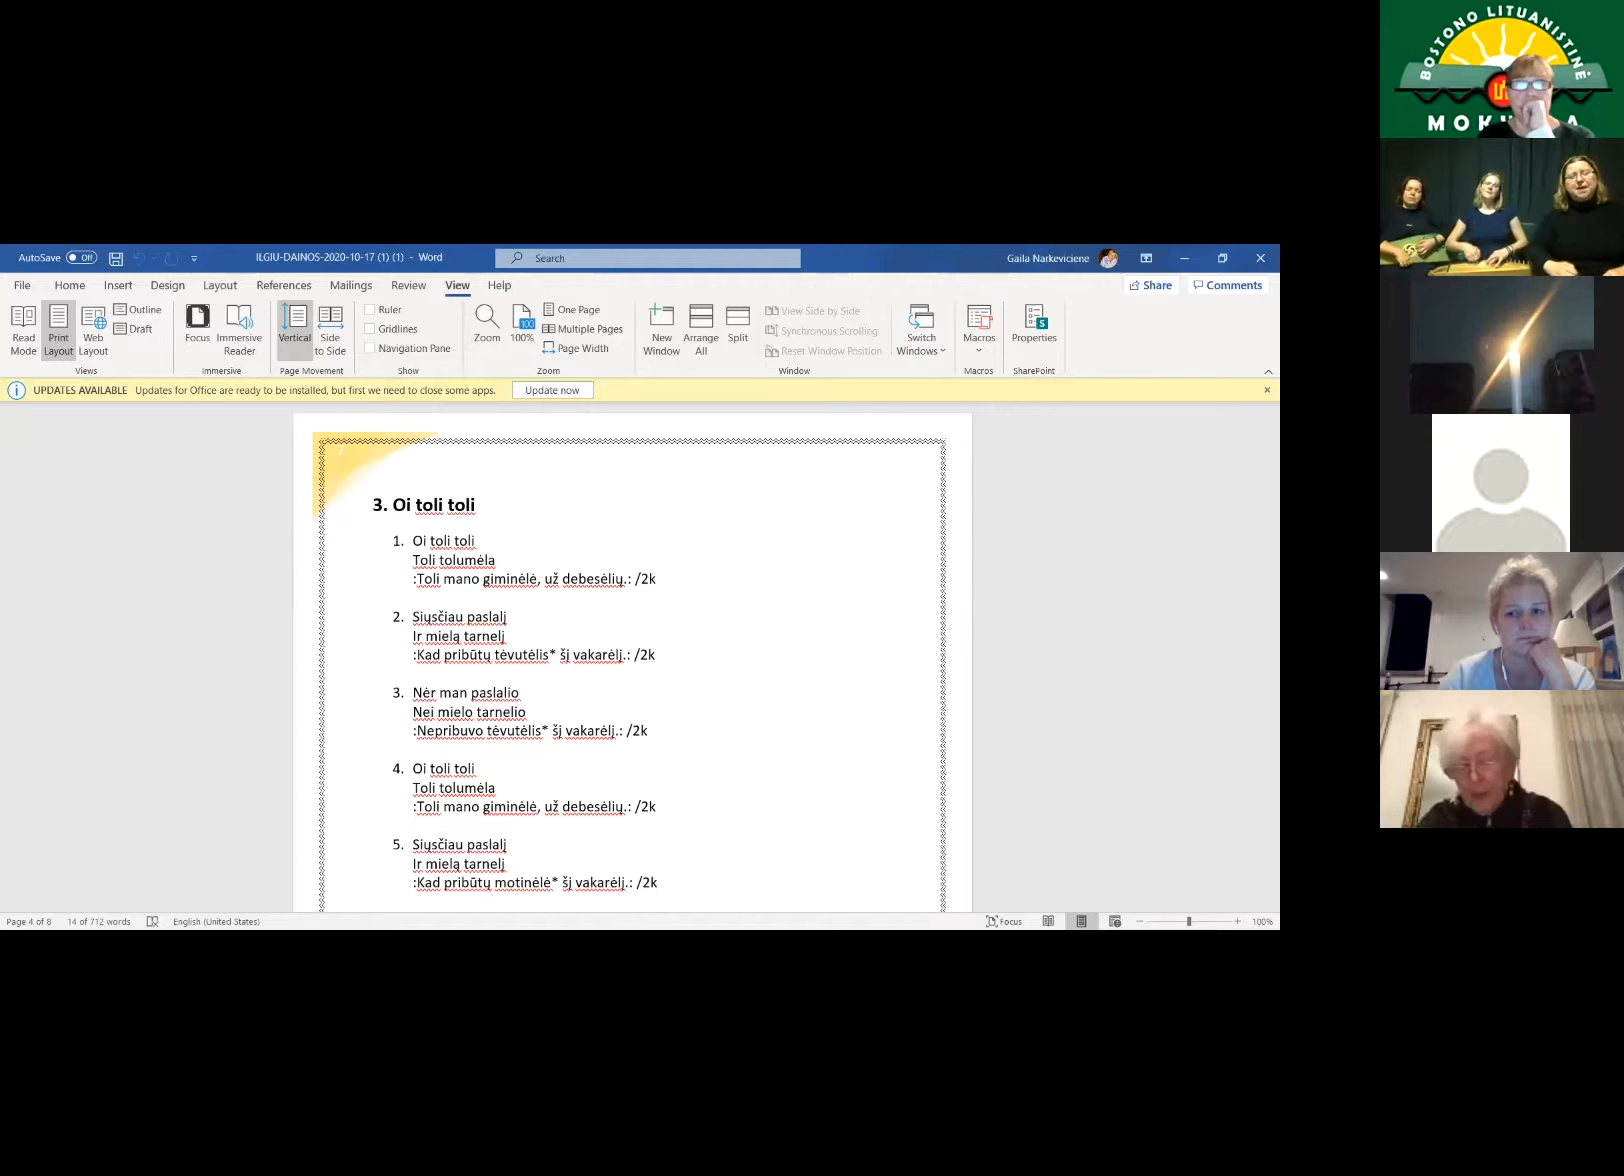 BOSTONO LITUANISTINĖ
AutoSave Off ILGIU-DAINOS-2020-10-17 (1) (1) - Word Search Gaila Narkeviciene
File Home Insert Design Layout References Mailings Review View Help Share Comments
Read Mode
Print Layout
Web Layout
Outline
Draft
Views
Focus
Immersive Reader
Immersive
Vertical
Side to Side
Page Movement
Ruler
Gridlines
Navigation Pane
Show
Zoom
100
100%
One Page
Multiple Pages
Page Width
Zoom
New Window
Arrange All
Split
View Side by Side
Synchronous Scrolling
Reset Window Position
Switch Windows
Window
Macros
Macros
Properties
SharePoint
UPDATES AVAILABLE Updates for Office are ready to be installed, but first we need to close some apps. Update now
3. Oi toli toli
1. Oi toli toli
Toli tolumėla
:Toli mano giminėlė, už debesėlių.: /2k
2. Siųsčiau paslalį
Ir mielą tarnelį
:Kad pribūtų tėvutėlis* šį vakarėlį.: /2k
3. Nėr man paslalio
Nei mielo tarnelio
:Nepribuvo tėvutėlis* šį vakarėlį.: /2k
4. Oi toli toli
Toli tolumėla
:Toli mano giminėlė, už debesėlių.: /2k
5. Siųsčiau paslalį
Ir mielą tarnelį
:Kad pribūtų motinėlė* šį vakarėlį.: /2k
Page 4 of 8 14 of 712 words English (United States) Focus 100%